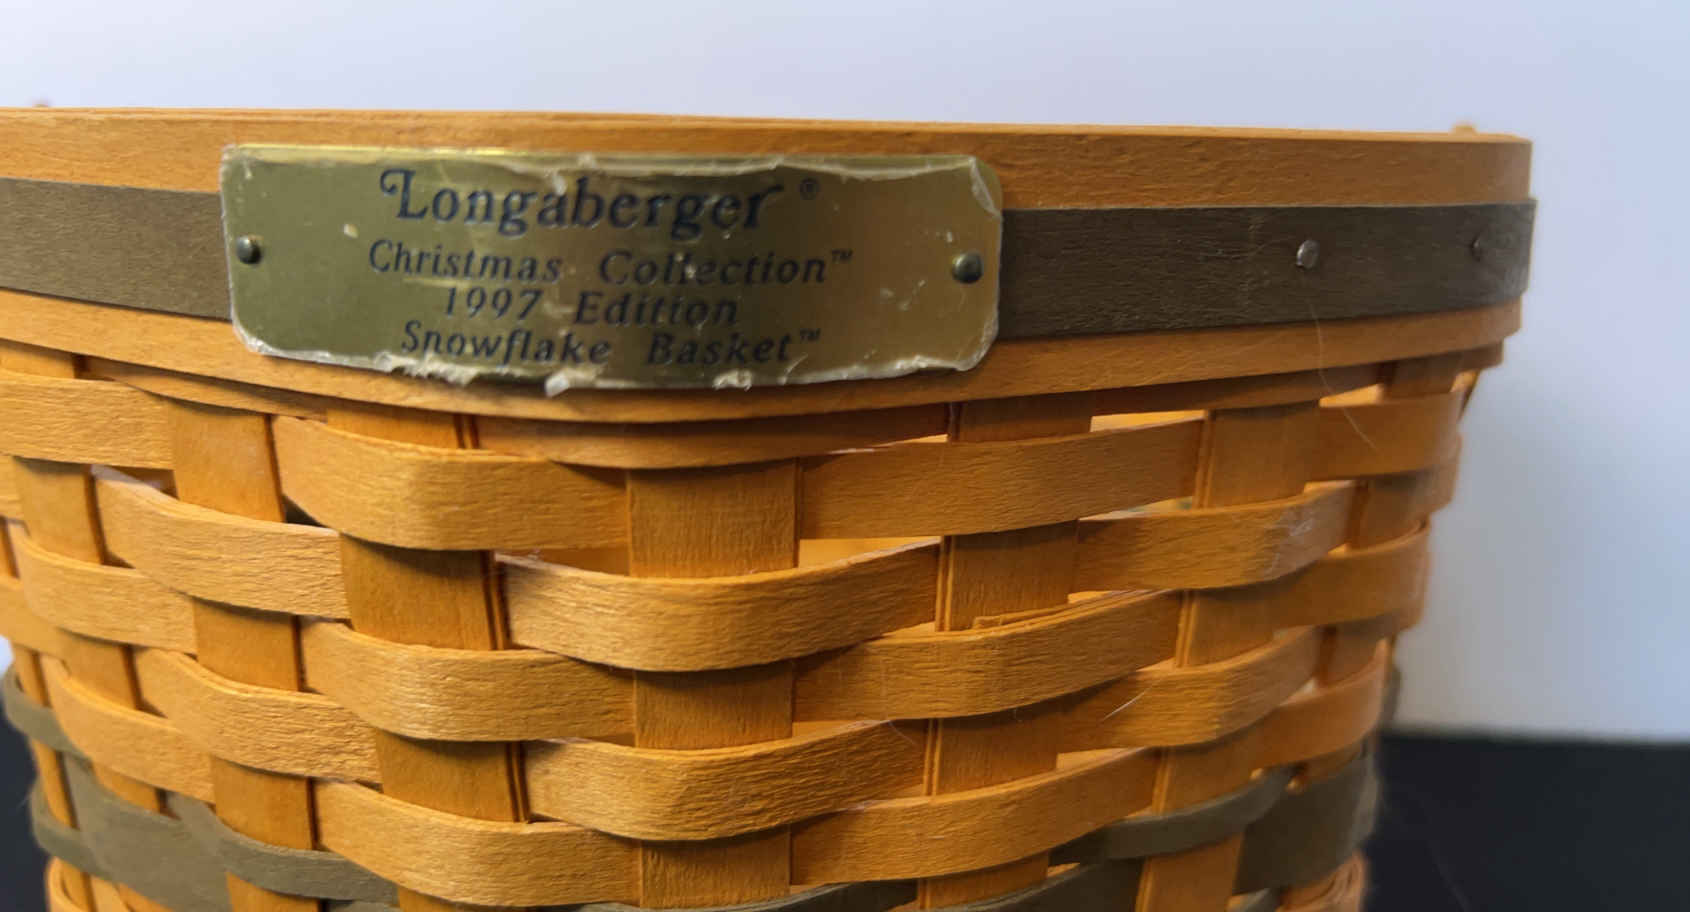 Longaberger®
Christmas Collection™
1997 Edition
Snowflake Basket™